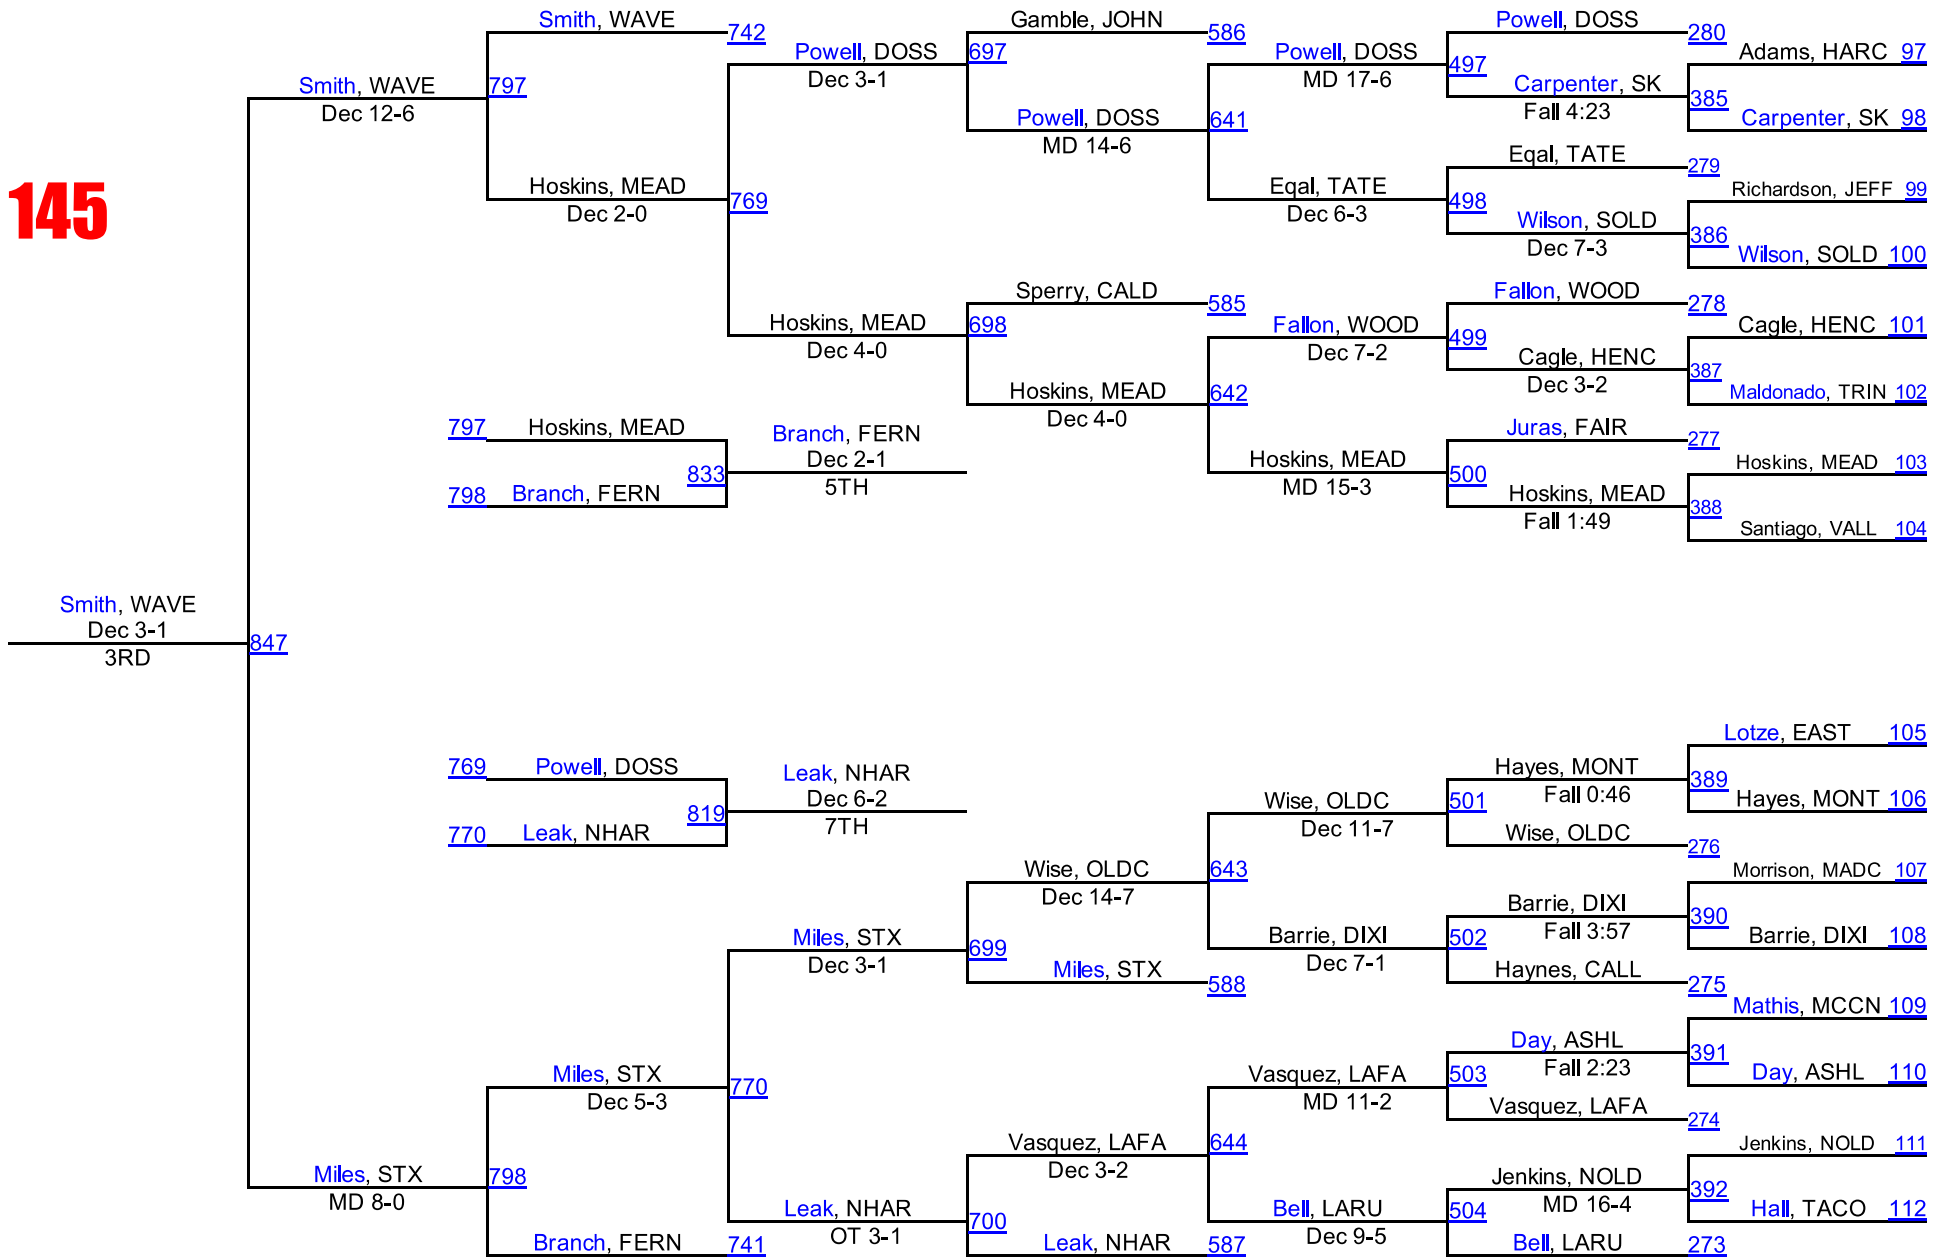 145
Smith, WAVE
742
Smith, WAVE
Dec 12-6
797
Hoskins, MEAD
Dec 2-0
Powell, DOSS
Dec 3-1
769
Hoskins, MEAD
Dec 4-0
Gamble, JOHN
586
697
Powell, DOSS
MD 14-6
Sperry, CALD
585
698
Hoskins, MEAD
Dec 4-0
Powell, DOSS
MD 17-6
641
Eqal, TATE
Dec 6-3
Fallon, WOOD
Dec 7-2
642
Hoskins, MEAD
MD 15-3
Powell, DOSS
280
497
Carpenter, SK
Fall 4:23
Eqal, TATE
279
498
Wilson, SOLD
Dec 7-3
Fallon, WOOD
278
499
Cagle, HENC
Dec 3-2
Juras, FAIR
277
500
Hoskins, MEAD
Fall 1:49
Adams, HARC 97
385
Carpenter, SK 98
Richardson, JEFF 99
386
Wilson, SOLD 100
Cagle, HENC 101
387
Maldonado, TRIN 102
Hoskins, MEAD 103
388
Santiago, VALL 104
797 Hoskins, MEAD
798 Branch, FERN
833
Branch, FERN
Dec 2-1
5TH
Smith, WAVE
Dec 3-1
3RD
847
769 Powell, DOSS
770 Leak, NHAR
819
Leak, NHAR
Dec 6-2
7TH
Miles, STX
MD 8-0
798
Miles, STX
Dec 5-3
Branch, FERN 741
770
Miles, STX
Dec 3-1
Leak, NHAR
OT 3-1
699
Wise, OLDC
Dec 14-7
Miles, STX
588
700
Vasquez, LAFA
Dec 3-2
Leak, NHAR 587
643
Wise, OLDC
Dec 11-7
Barrie, DIXI
Dec 7-1
644
Vasquez, LAFA
MD 11-2
Bell, LARU
Dec 9-5
501
Hayes, MONT
Fall 0:46
Wise, OLDC
276
502
Barrie, DIXI
Fall 3:57
Haynes, CALL
275
503
Day, ASHL
Fall 2:23
Vasquez, LAFA
274
504
Jenkins, NOLD
MD 16-4
Bell, LARU 273
Lotze, EAST 105
389
Hayes, MONT 106
Morrison, MADC 107
390
Barrie, DIXI 108
Mathis, MCCN 109
391
Day, ASHL 110
Jenkins, NOLD 111
392
Hall, TACO 112